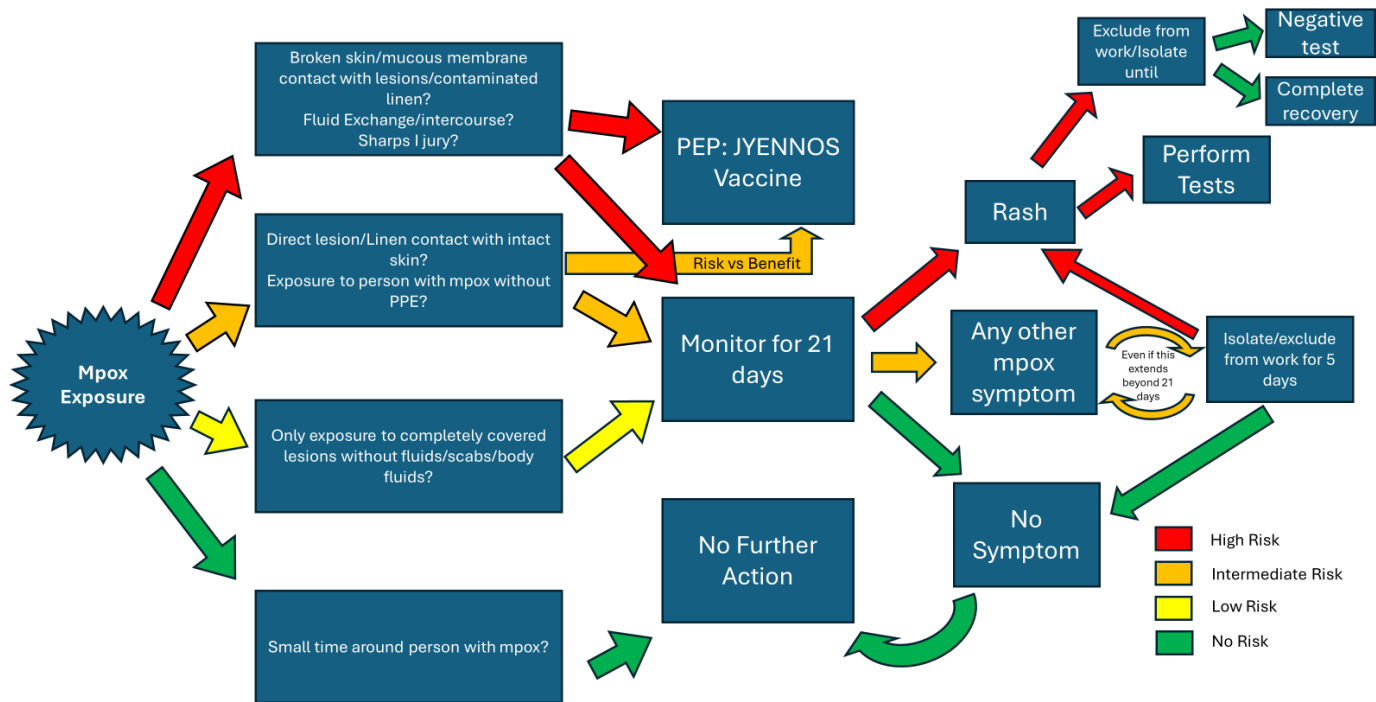 Mpox
Exposure
Broken skin/mucous membrane
contact with lesions/contaminated
linen?
Fluid Exchange/intercourse?
Sharps I jury?
Direct lesion/Linen contact with intact
skin?
Exposure to person with mpox without
PPE?
Only exposure to completely covered
lesions without fluids/scabs/body
fluids?
Small time around person with mpox?
PEP: JYENNOS
Vaccine
Risk vs Benefit
Monitor for 21
days
No Further
Action
Rash
Any other
mpox
symptom
No
Symptom
Even if this
extends
beyond 21
days
Isolate/exclude
from work for 5
days
Exclude from
work/Isolate
until
Negative
test
Complete
recovery
Perform
Tests
High Risk
Intermediate Risk
Low Risk
No Risk